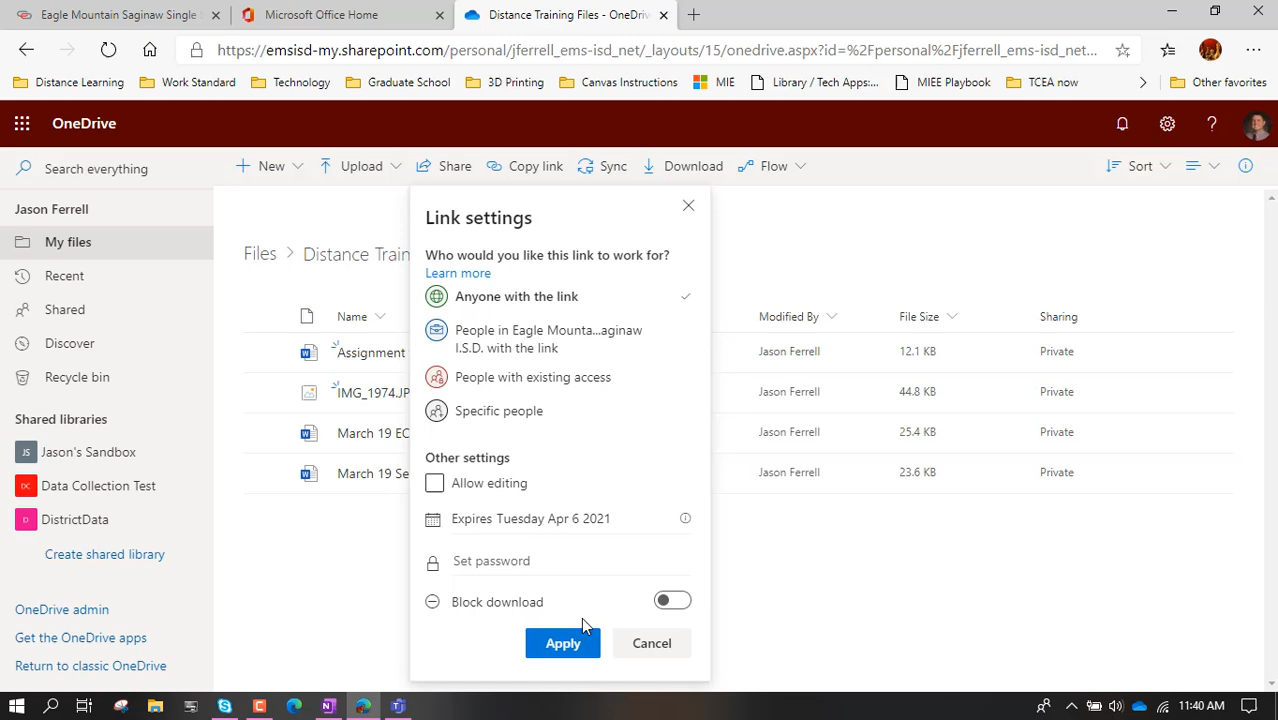 Eagle Mountain Saginaw Single S
Microsoft Office Home
Distance Training Files - OneDriv
https://emsisd-my.sharepoint.com/personal/jferrell_ems-isd_net/_layouts/15/onedrive.aspx?id=%2Fpersonal%2Fjferrell_ems-isd_net...
Distance Learning
Work Standard
Technology
Graduate School
3D Printing
Canvas Instructions
MIE
Library / Tech Apps:...
MIEE Playbook
TCEA now
Other favorites
OneDrive
Search everything
New
Upload
Share
Copy link
Sync
Download
Flow
Sort
Jason Ferrell
My files
Recent
Shared
Discover
Recycle bin
Shared libraries
JS Jason's Sandbox
DC Data Collection Test
D DistrictData
Create shared library
OneDrive admin
Get the OneDrive apps
Return to classic OneDrive
Files > Distance Train
Name
Modified By
File Size
Sharing
Assignment
Jason Ferrell
12.1 KB
Private
IMG_1974.JP
Jason Ferrell
44.8 KB
Private
March 19 EC
Jason Ferrell
25.4 KB
Private
March 19 Se
Jason Ferrell
23.6 KB
Private
Link settings
Who would you like this link to work for?
Learn more
Anyone with the link
People in Eagle Mounta...aginaw
I.S.D. with the link
People with existing access
Specific people
Other settings
Allow editing
Expires Tuesday Apr 6 2021
Set password
Block download
Apply
Cancel
11:40 AM